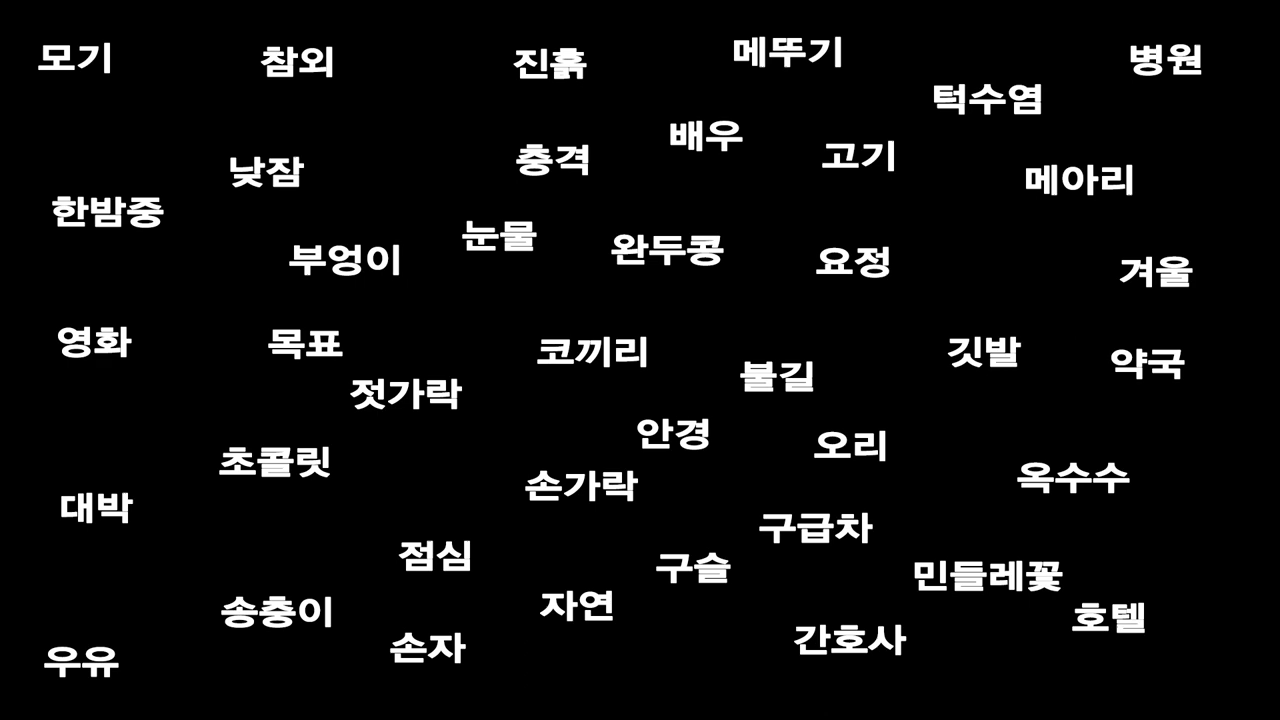 모기
참외
진흙
메뚜기
병원
턱수염
배우
고기
충격
낮잠
메아리
한밤중
눈물
완두콩
부엉이
요정
겨울
영화
목표
코끼리
깃발
약국
불길
젓가락
안경
오리
초콜릿
손가락
옥수수
대박
구급차
점심
구슬
민들레꽃
자연
송충이
호텔
간호사
손자
우유